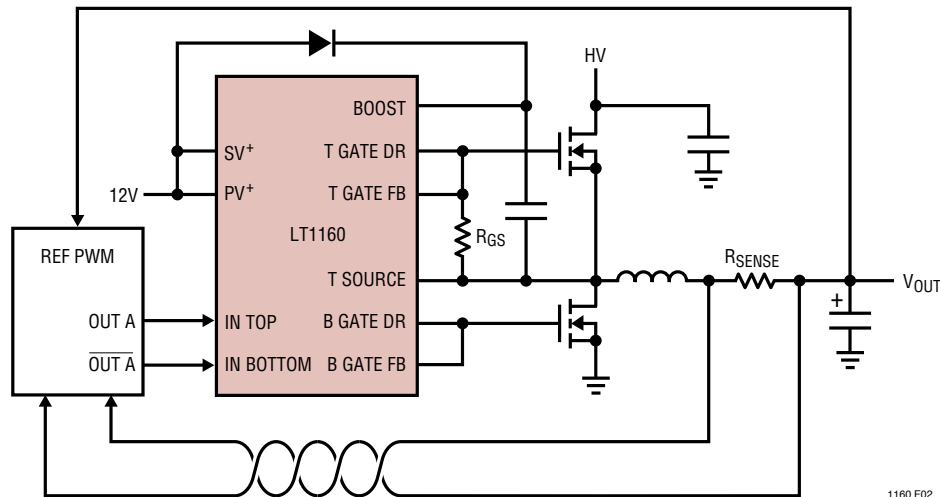 HV
BOOST
SV+
T GATE DR
12V
PV+
T GATE FB
LT1160
RGS
REF PWM
T SOURCE
RSENSE
VOUT
+
OUT A
IN TOP
B GATE DR
OUT A
IN BOTTOM
B GATE FB
1160 F02